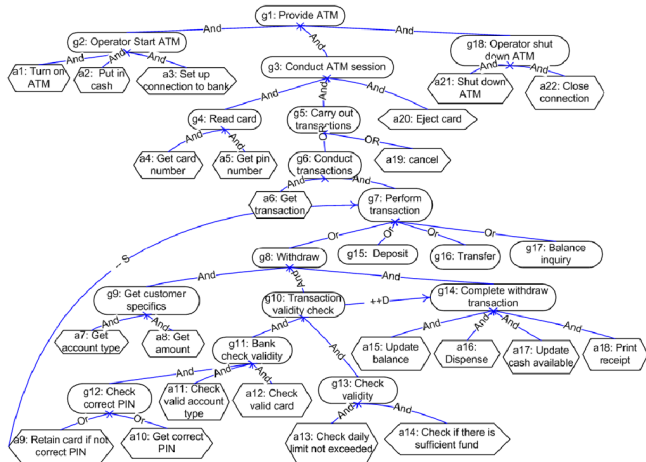 g1: Provide ATM
And
And
And
g2: Operator Start ATM
g18: Operator shut
down ATM
And
And
And
g3: Conduct ATM session
And
And
a1: Turn on
ATM
a2: Put in
cash
a3: Set up
connection to bank
a21: Shut down
ATM
a22: Close
connection
And
And
And
g4: Read card
g5: Carry out
transactions
a20: Eject card
And
And
OR
a4: Get card
number
a5: Get pin
number
g6: Conduct
transactions
a19: cancel
And
And
a6: Get
transaction
g7: Perform
transaction
Or
Or
Or
Or
g8: Withdraw
g15: Deposit
g16: Transfer
g17: Balance
inquiry
And
And
And
-- S
g9: Get customer
specifics
g10: Transaction
validity check
++D
g14: Complete withdraw
transaction
And
And
a7: Get
account type
a8: Get
amount
And
And
And
And
And
And
g11: Bank
check validity
a15: Update
balance
a16:
Dispense
a17: Update
cash available
a18: Print
receipt
And
And
And
g12: Check
correct PIN
a11: Check
valid account
type
a12: Check
valid card
g13: Check
validity
Or
Or
And
And
a9: Retain card if not
correct PIN
a10: Get correct
PIN
a13: Check daily
limit not exceeded
a14: Check if there is
sufficient fund